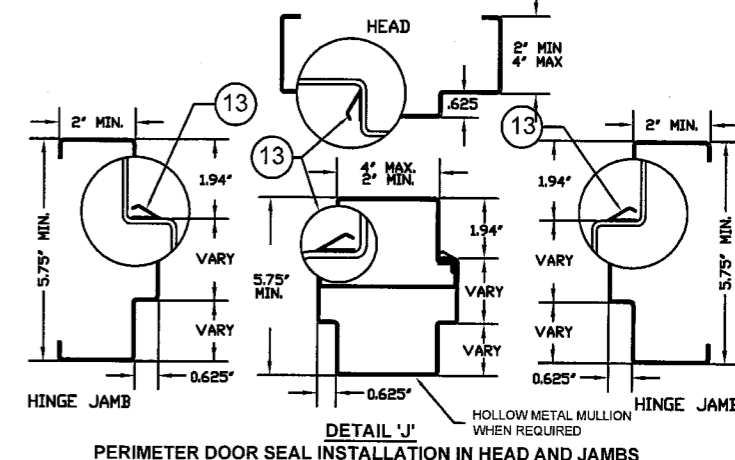 HEAD
2" MIN
4" MAX
.625
2" MIN.
13
13
13
2" MIN.
4" MAX.
2" MIN.
1.94"
1.94"
1.94"
5.75" MIN.
5.75"
MIN.
5.75" MIN.
VARY
VARY
VARY
VARY
VARY
VARY
0.625"
0.625"
0.625"
HINGE JAMB
HOLLOW METAL MULLION
WHEN REQUIRED
HINGE JAMB
DETAIL 'J'
PERIMETER DOOR SEAL INSTALLATION IN HEAD AND JAMBS